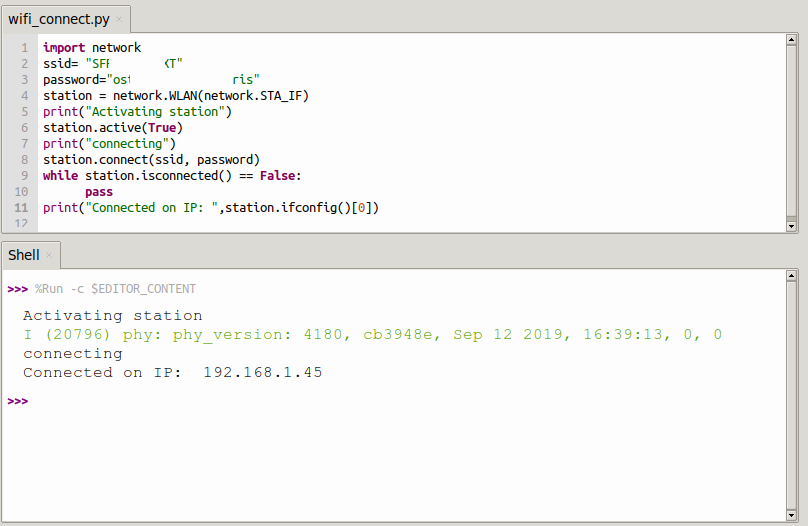 wifi_connect.py ×
1 import network
2 ssid= "SF T"
3 password="os ris"
4 station = network.WLAN(network.STA_IF)
5 print("Activating station")
6 station.active(True)
7 print("connecting")
8 station.connect(ssid, password)
9 while station.isconnected() == False:
10 pass
11 print("Connected on IP: ",station.ifconfig()[0])
12
Shell ×
>>> %Run -c $EDITOR_CONTENT
Activating station
I (20796) phy: phy_version: 4180, cb3948e, Sep 12 2019, 16:39:13, 0, 0
connecting
Connected on IP: 192.168.1.45
>>>